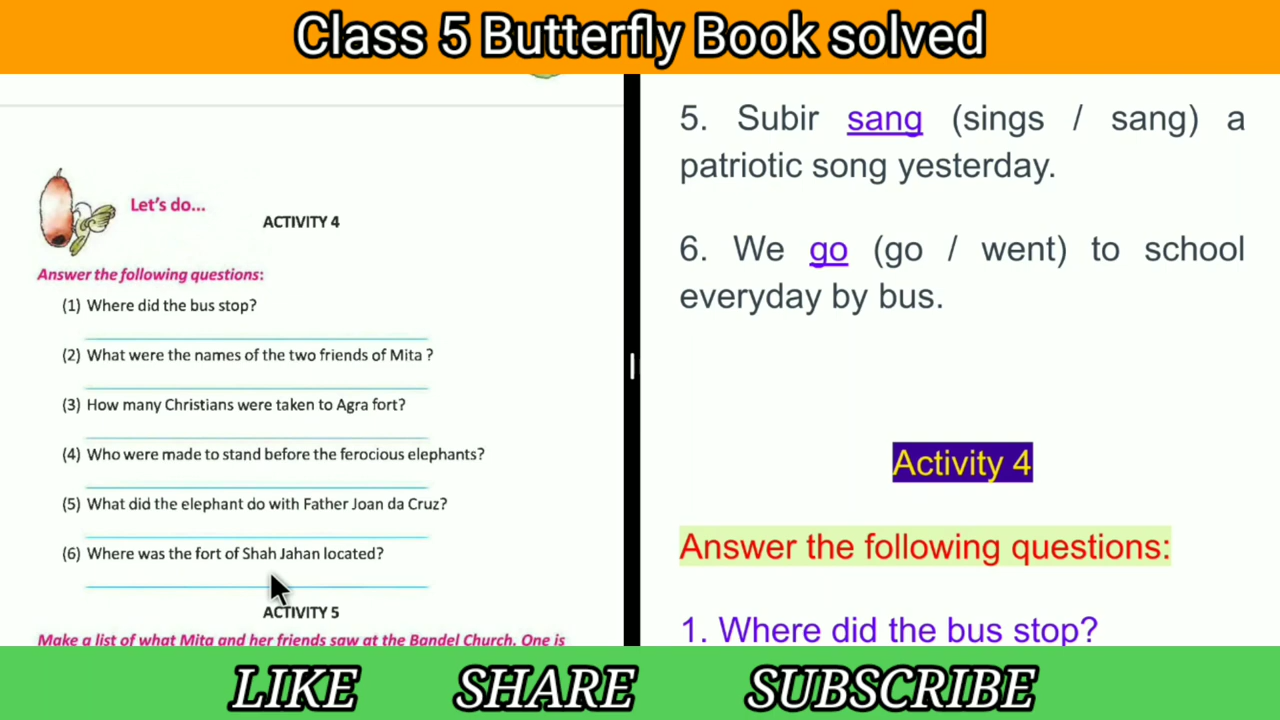 Class 5 Butterfly Book solved
Let's do...
ACTIVITY 4
Answer the following questions:
(1) Where did the bus stop?
(2) What were the names of the two friends of Mita ?
(3) How many Christians were taken to Agra fort?
(4) Who were made to stand before the ferocious elephants?
(5) What did the elephant do with Father Joan da Cruz?
(6) Where was the fort of Shah Jahan located?
ACTIVITY 5
Make a list of what Mita and her friends saw at the Bandel Church. One is
5. Subir sang (sings / sang) a
patriotic song yesterday.
6. We go (go / went) to school
everyday by bus.
Activity 4
Answer the following questions:
1. Where did the bus stop?
LIKE SHARE SUBSCRIBE